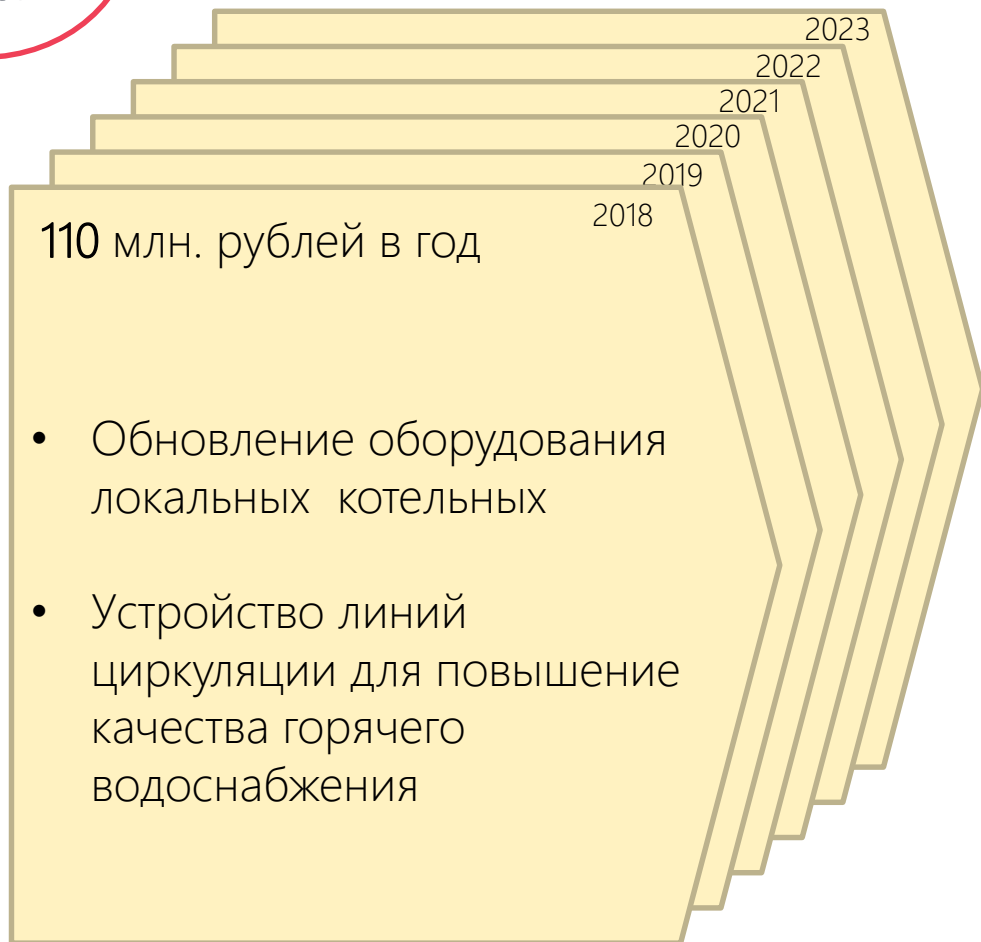 2023
2022
2021
2020
2019
2018
110 млн. рублей в год
• Обновление оборудования
локальных котельных
• Устройство линий
циркуляции для повышение
качества горячего
водоснабжения